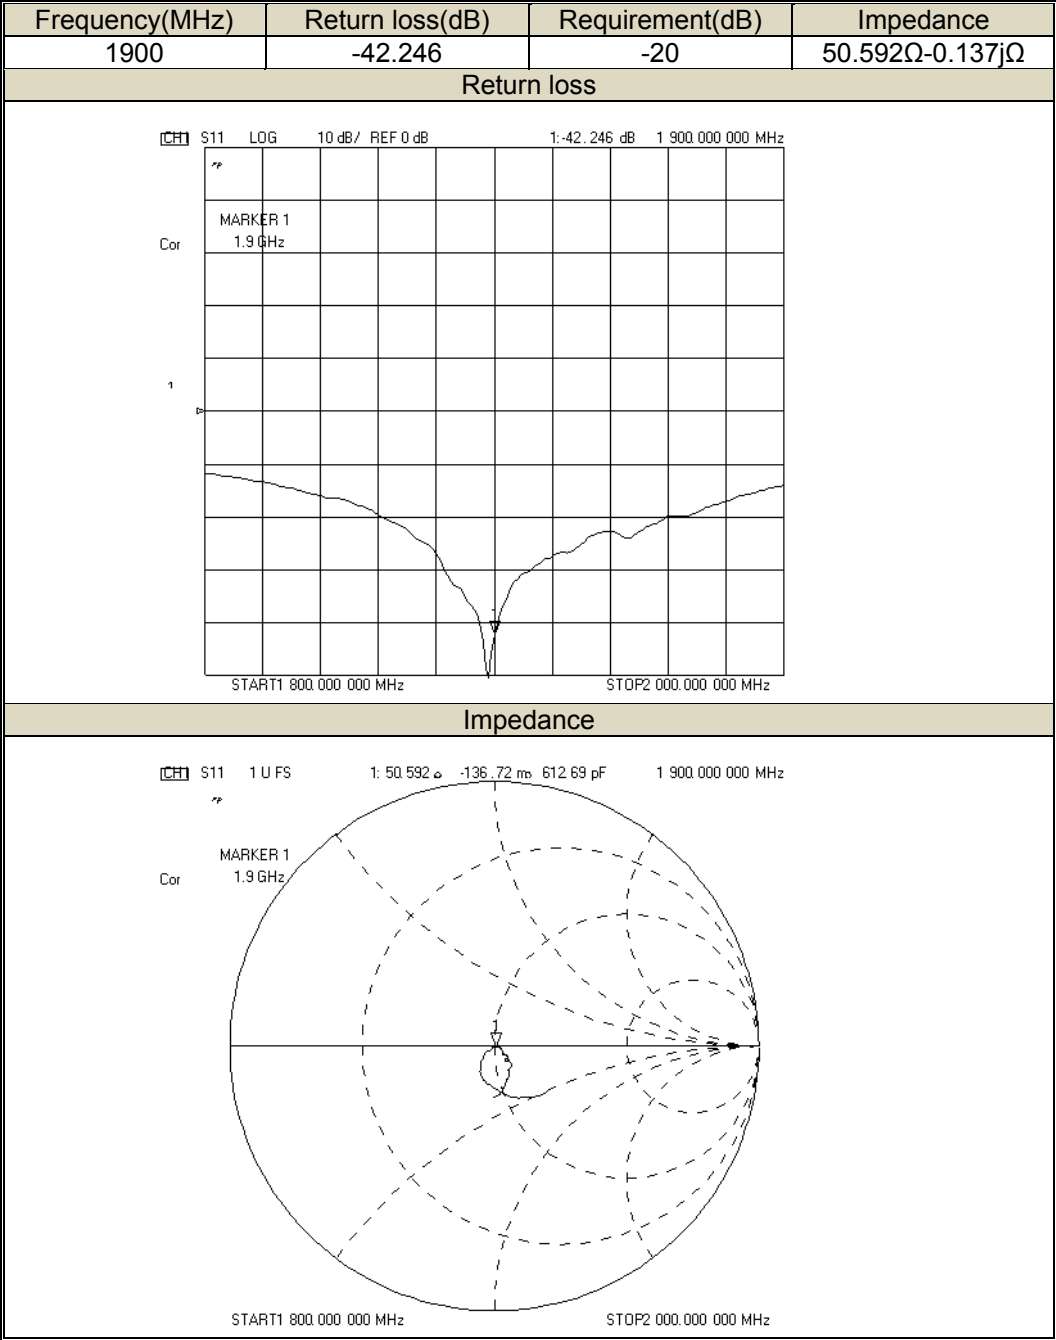 Frequency(MHz) Return loss(dB) Requirement(dB) Impedance
1900 -42.246 -20 50.592Ω-0.137jΩ
Return loss
CH1 S11 LOG 10 dB/ REF 0 dB 1:-42.246 dB 1 900.000 000 MHz
MARKER 1
1.9 GHz
Cor
1
1
START1 800.000 000 MHz STOP2 000.000 000 MHz
Impedance
CH1 S11 1 U FS 1: 50.592 -136.72 612.69 pF 1 900.000 000 MHz
MARKER 1
1.9 GHz
Cor
1
START1 800.000 000 MHz STOP2 000.000 000 MHz